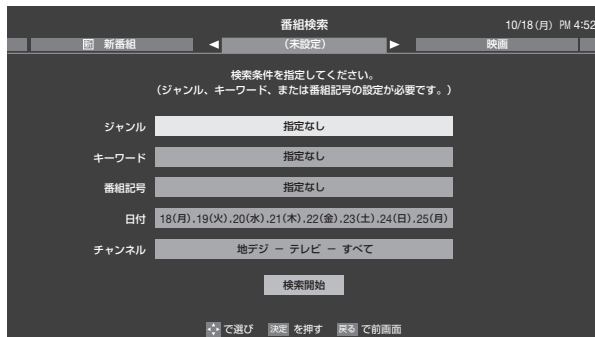 番組検索
10/18(月) PM 4:52
新 新番組
◀ (未設定) ▶
映画
検索条件を指定してください。
(ジャンル、キーワード、または番組記号の設定が必要です。)
ジャンル 指定なし
キーワード 指定なし
番組記号 指定なし
日付 18(月).19(火).20(水).21(木).22(金).23(土).24(日).25(月)
チャンネル 地デジ － テレビ － すべて
検索開始
で選び 決定 を押す 戻る で前画面